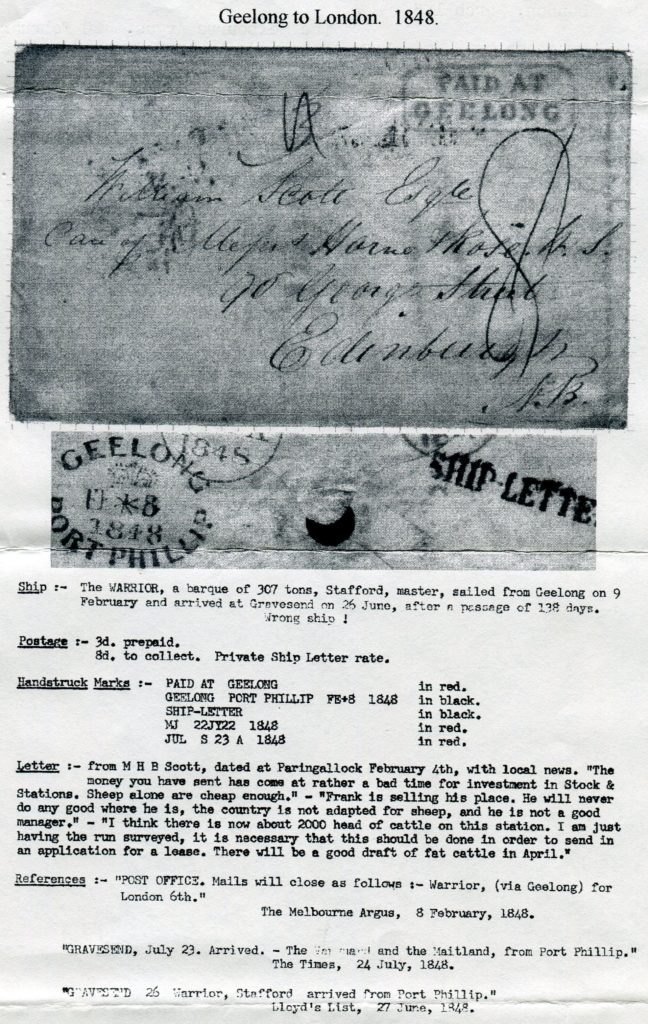 Geelong to London. 1848.
PAID AT
GEELONG
8
William Scott Esqre
Care of Messrs Horne & Rose W.S.
70 George Street
Edinburgh
N.B.
GEELONG
FE*8
1848
PORT PHILLIP
1848
SHIP-LETTE
Ship :- The WARRIOR, a barque of 307 tons, Stafford, master, sailed from Geelong on 9
February and arrived at Gravesend on 26 June, after a passage of 138 days.
Wrong ship !
Postage :- 3d. prepaid.
8d. to collect. Private Ship Letter rate.
Handstruck Marks :- PAID AT GEELONG in red.
GEELONG PORT PHILLIP FE+8 1848 in black.
SHIP-LETTER in black.
MJ 22JY22 1848 in red.
JUL S 23 A 1848 in red.
Letter :- from M H B Scott, dated at Paringallock February 4th, with local news. "The
money you have sent has come at rather a bad time for investment in Stock &
Stations. Sheep alone are cheap enough." - "Frank is selling his place. He will never
do any good where he is, the country is not adapted for sheep, and he is not a good
manager." - "I think there is now about 2000 head of cattle on this station. I am just
having the run surveyed, it is necessary that this should be done in order to send in
an application for a lease. There will be a good draft of fat cattle in April."
References :- "POST OFFICE. Mails will close as follows :- Warrior, (via Geelong) for
London 6th."
The Melbourne Argus, 8 February, 1848.
"GRAVESEND, July 23. Arrived. - The and the Maitland, from Port Phillip."
The Times, 24 July, 1848.
"GRAVESEND 26 Warrior, Stafford arrived from Port Phillip."
Lloyd's List, 27 June, 1848.